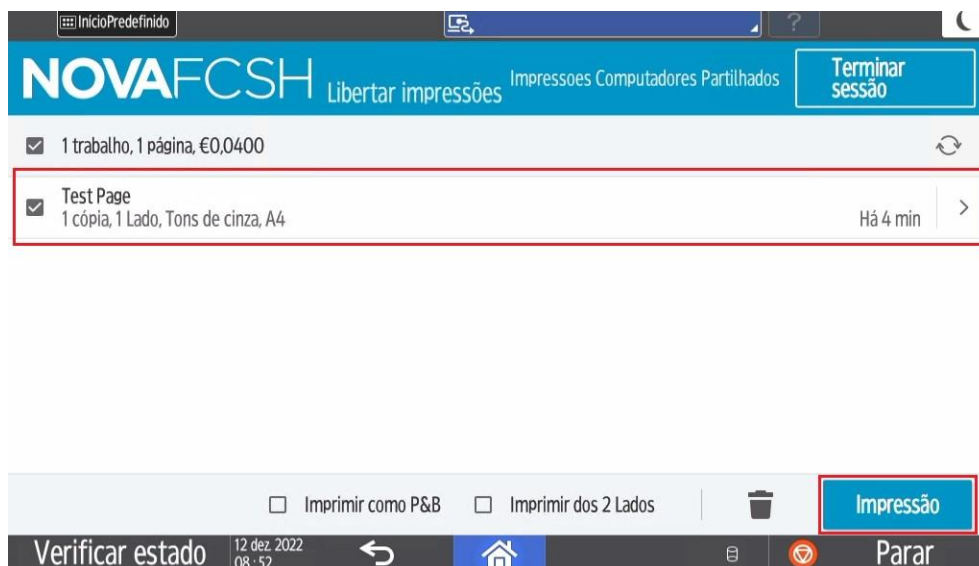 InícioPredefinido
?
NOVAFCSH Libertar impressões Impressoes Computadores Partilhados Terminar sessão
1 trabalho, 1 página, €0,0400
Test Page
1 cópia, 1 Lado, Tons de cinza, A4
Há 4 min
Imprimir como P&B Imprimir dos 2 Lados Impressão
Verificar estado 12 dez. 2022 Parar
08:52